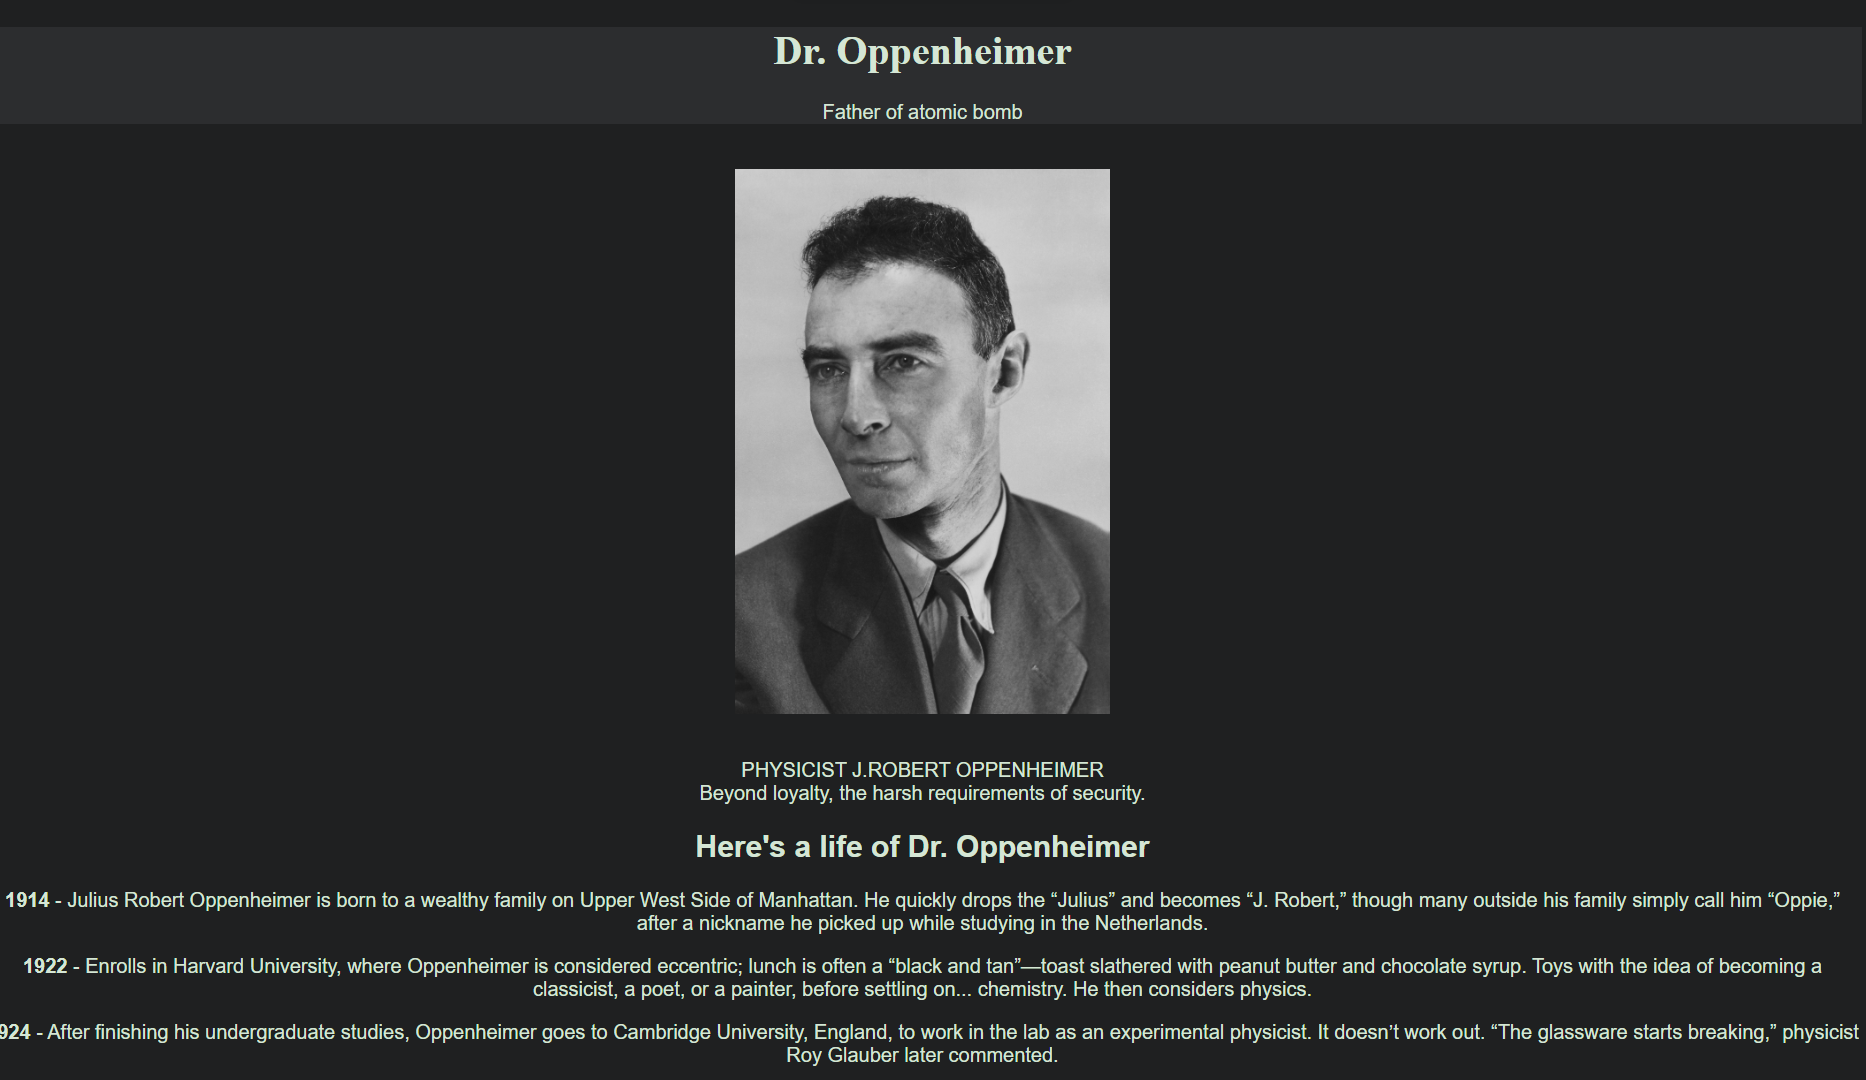 Dr. Oppenheimer
Father of atomic bomb
PHYSICIST J.ROBERT OPPENHEIMER
Beyond loyalty, the harsh requirements of security.
Here's a life of Dr. Oppenheimer
1914 - Julius Robert Oppenheimer is born to a wealthy family on Upper West Side of Manhattan. He quickly drops the “Julius” and becomes “J. Robert,” though many outside his family simply call him “Oppie,”
after a nickname he picked up while studying in the Netherlands.
1922 - Enrolls in Harvard University, where Oppenheimer is considered eccentric; lunch is often a “black and tan”—toast slathered with peanut butter and chocolate syrup. Toys with the idea of becoming a
classicist, a poet, or a painter, before settling on... chemistry. He then considers physics.
924 - After finishing his undergraduate studies, Oppenheimer goes to Cambridge University, England, to work in the lab as an experimental physicist. It doesn’t work out. “The glassware starts breaking,” physicist
Roy Glauber later commented.